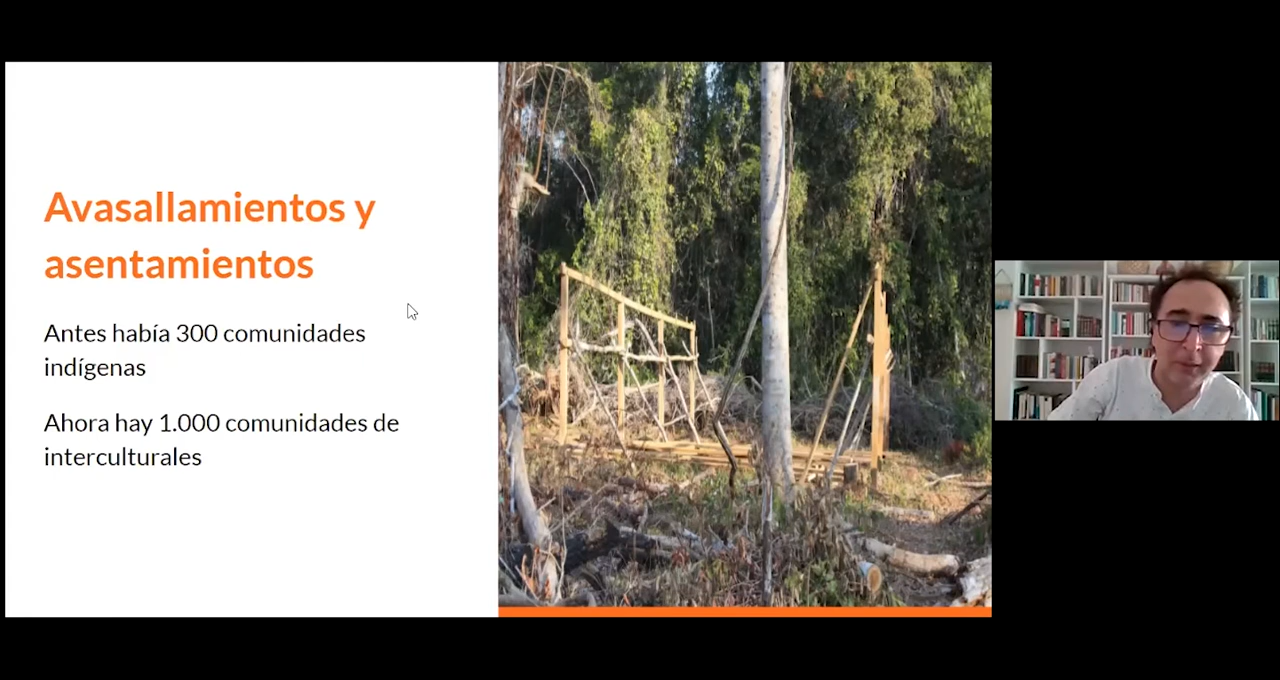 Avasallamientos y
asentamientos
Antes había 300 comunidades
indígenas
Ahora hay 1.000 comunidades de
interculturales